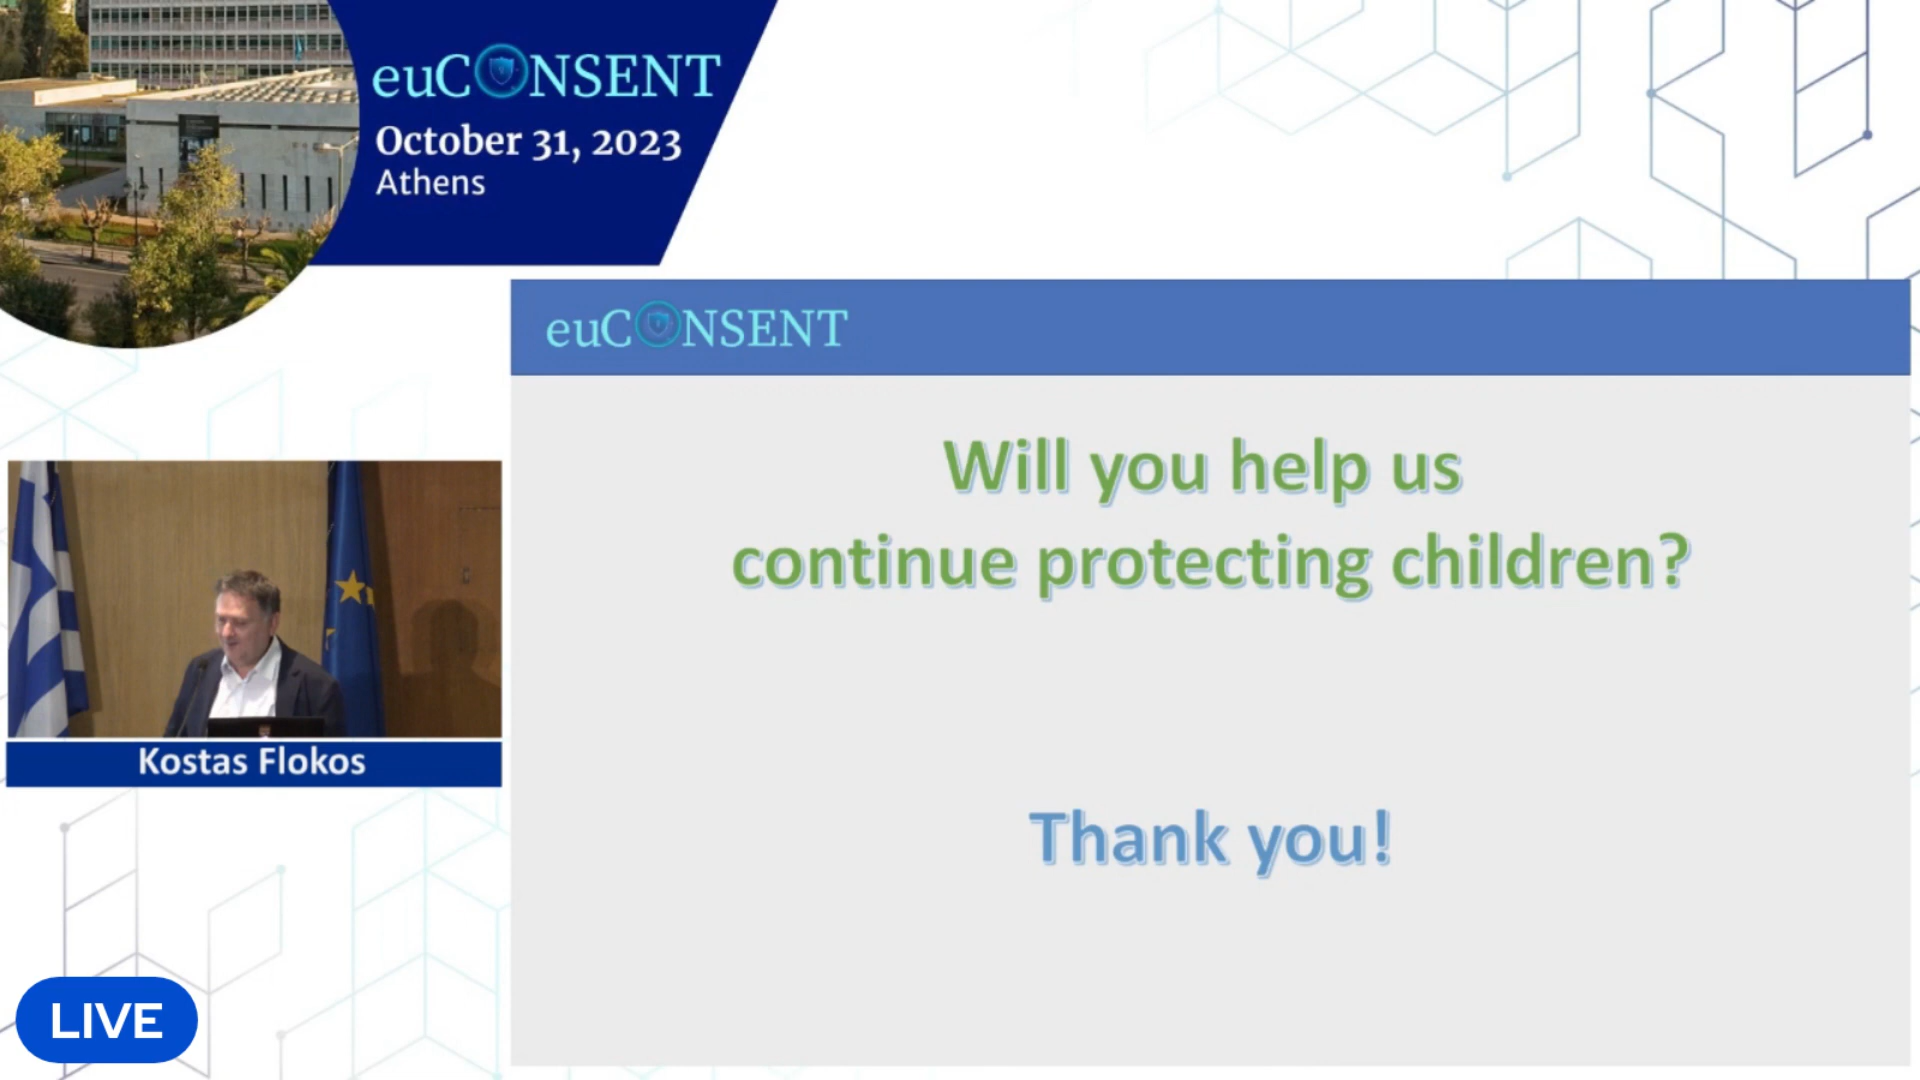 euCONSENT
October 31, 2023
Athens
euCONSENT
Will you help us
continue protecting children?
Thank you!
Kostas Flokos
LIVE